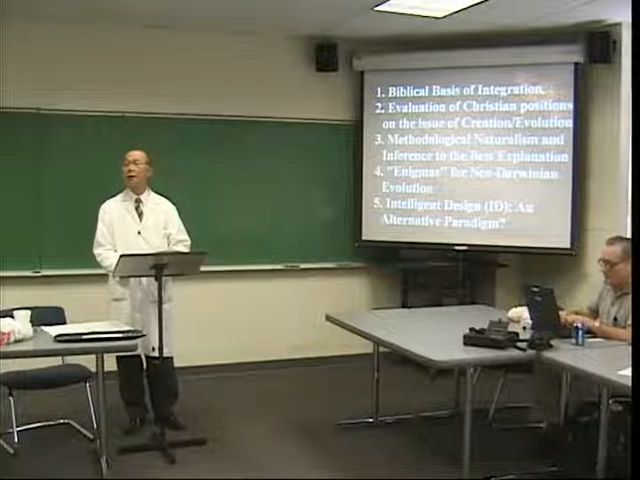 1. Biblical Basis of Integration.
2. Evaluation of Christian positions
on the issue of Creation/Evolution
3. Methodological Naturalism and
Inference to the Best Explanation
4. "Enigmas" for Neo-Darwinian
Evolution
5. Intelligent Design (ID): An
Alternative Paradigm?